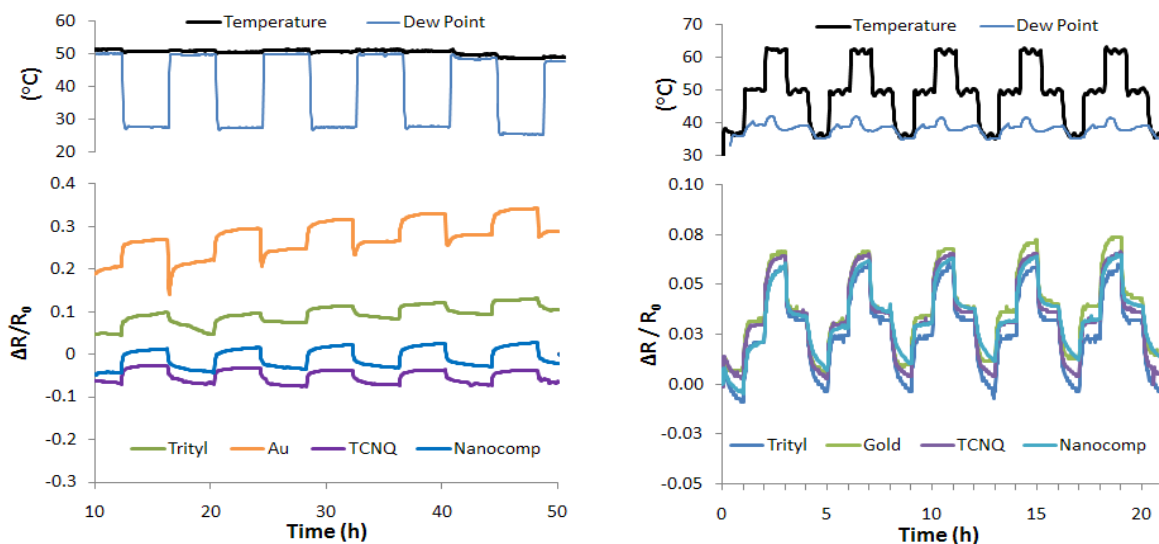 Temperature Dew Point
60
50
40
30
20
(°C)
0.4
0.3
0.2
0.1
0
-0.1
-0.2
-0.3
ΔR/R₀
Trityl Au TCNQ Nanocomp
10 20 30 40 50
Time (h)
Temperature Dew Point
70
60
50
40
30
(°C)
0.10
0.08
0.05
0.03
0.00
-0.03
-0.05
ΔR / R₀
Trityl Gold TCNQ Nanocomp
0 5 10 15 20
Time (h)